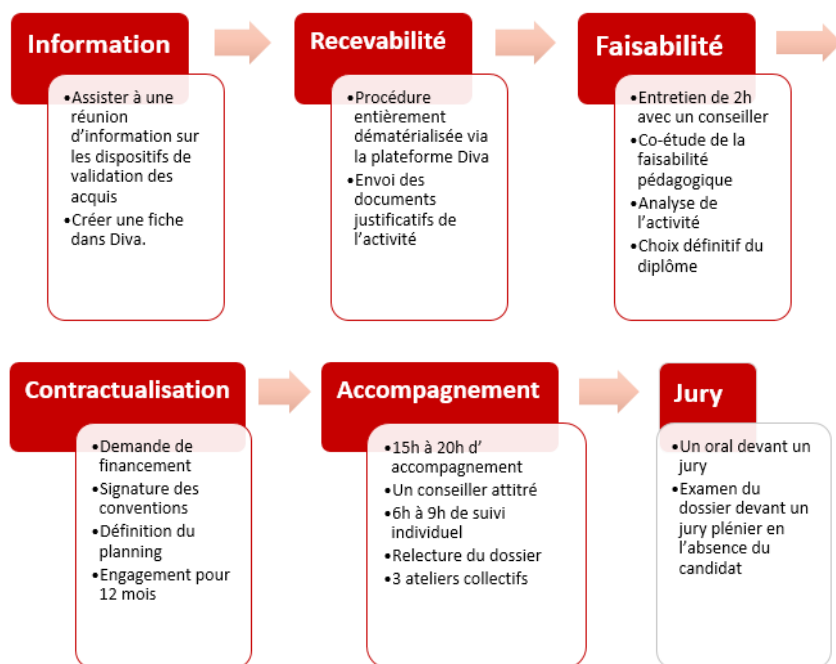 Information
•Assister à une
réunion
d'information sur
les dispositifs de
validation des
acquis
•Créer une fiche
dans Diva.
Recevabilité
•Procédure
entièrement
dématérialisée via
la plateforme Diva
•Envoi des
documents
justificatifs de
l'activité
Faisabilité
•Entretien de 2h
avec un conseiller
•Co-étude de la
faisabilité
pédagogique
•Analyse de
l'activité
•Choix définitif du
diplôme
Contractualisation
•Demande de
financement
•Signature des
conventions
•Définition du
planning
•Engagement pour
12 mois
Accompagnement
•15h à 20h d'
accompagnement
•Un conseiller attitré
•6h à 9h de suivi
individuel
•Relecture du dossier
•3 ateliers collectifs
Jury
•Un oral devant un
jury
•Examen du
dossier devant un
jury plénier en
l'absence du
candidat